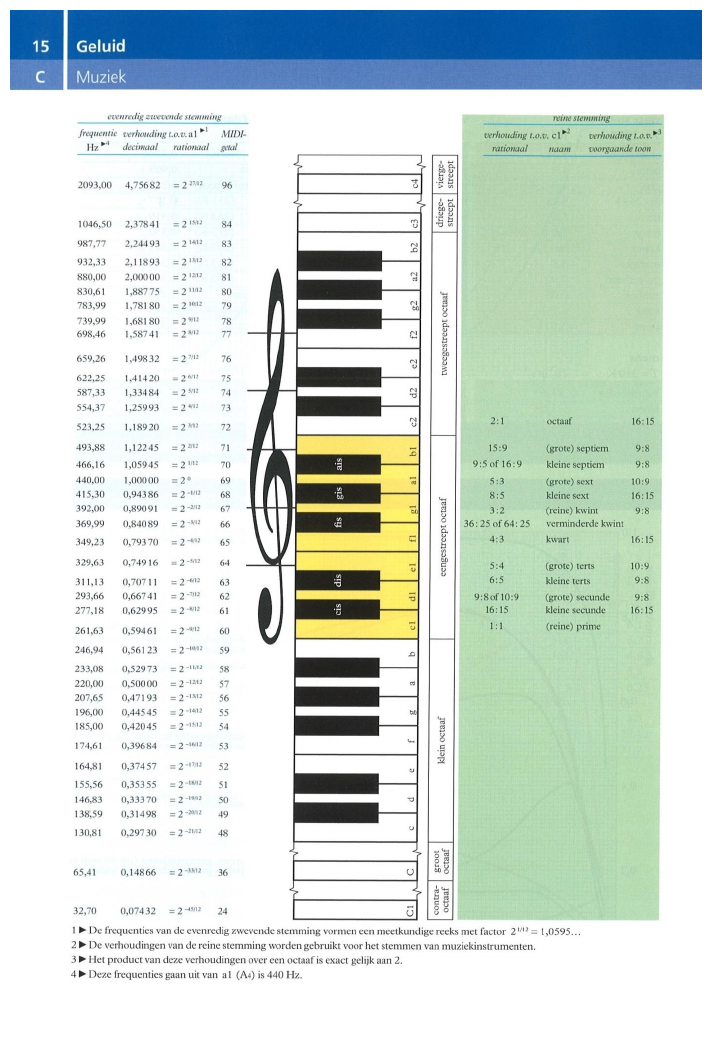 15 Geluid
C Muziek
evenredig zwevende stemming
frequentie verhouding t.o.v. a1 ▶1 MIDI-
Hz ▶4 decimaal rationaal getal
2093,00 4,75682 = 2 27/12 96
1046,50 2,37841 = 2 15/12 84
987,77 2,24493 = 2 14/12 83
932,33 2,11893 = 2 13/12 82
880,00 2,00000 = 2 12/12 81
830,61 1,88775 = 2 11/12 80
783,99 1,78180 = 2 10/12 79
739,99 1,68180 = 2 9/12 78
698,46 1,58741 = 2 8/12 77
659,26 1,49832 = 2 7/12 76
622,25 1,41420 = 2 6/12 75
587,33 1,33484 = 2 5/12 74
554,37 1,25993 = 2 4/12 73
523,25 1,18920 = 2 3/12 72
493,88 1,12245 = 2 2/12 71
466,16 1,05945 = 2 1/12 70
440,00 1,00000 = 2 0 69
415,30 0,94386 = 2 –1/12 68
392,00 0,89091 = 2 –2/12 67
369,99 0,84089 = 2 –3/12 66
349,23 0,79370 = 2 –4/12 65
329,63 0,74916 = 2 –5/12 64
311,13 0,70711 = 2 –6/12 63
293,66 0,66741 = 2 –7/12 62
277,18 0,62995 = 2 –8/12 61
261,63 0,59461 = 2 –9/12 60
246,94 0,56123 = 2 –10/12 59
233,08 0,52973 = 2 –11/12 58
220,00 0,50000 = 2 –12/12 57
207,65 0,47193 = 2 –13/12 56
196,00 0,44545 = 2 –14/12 55
185,00 0,42045 = 2 –15/12 54
174,61 0,39684 = 2 –16/12 53
164,81 0,37457 = 2 –17/12 52
155,56 0,35355 = 2 –18/12 51
146,83 0,33370 = 2 –19/12 50
138,59 0,31498 = 2 –20/12 49
130,81 0,29730 = 2 –21/12 48
65,41 0,14866 = 2 –33/12 36
32,70 0,07432 = 2 –45/12 24
c4
c3
b2
a2
g2
f2
e2
d2
c2
b1
ais
a1
gis
g1
fis
f1
e1
dis
d1
cis
c1
b
a
g
f
e
d
c
C
C1
vierge-
streept
driege-
streept
tweegestreept octaaf
eengestreept octaaf
klein octaaf
groot
octaaf
contra-
octaaf
reine stemming
verhouding t.o.v. c1 ▶2 verhouding t.o.v. ▶3
rationaal naam voorgaande toon
2:1 octaaf 16:15
15:9 (grote) septiem 9:8
9:5 of 16:9 kleine septiem 9:8
5:3 (grote) sext 10:9
8:5 kleine sext 16:15
3:2 (reine) kwint 9:8
36:25 of 64:25 verminderde kwint
4:3 kwart 16:15
5:4 (grote) terts 10:9
6:5 kleine terts 9:8
9:8 of 10:9 (grote) secunde 9:8
16:15 kleine secunde 16:15
1:1 (reine) prime
1 ▶ De frequenties van de evenredig zwevende stemming vormen een meetkundige reeks met factor 2 1/12 = 1,0595…
2 ▶ De verhoudingen van de reine stemming worden gebruikt voor het stemmen van muziekinstrumenten.
3 ▶ Het product van deze verhoudingen over een octaaf is exact gelijk aan 2.
4 ▶ Deze frequenties gaan uit van a1 (A4) is 440 Hz.